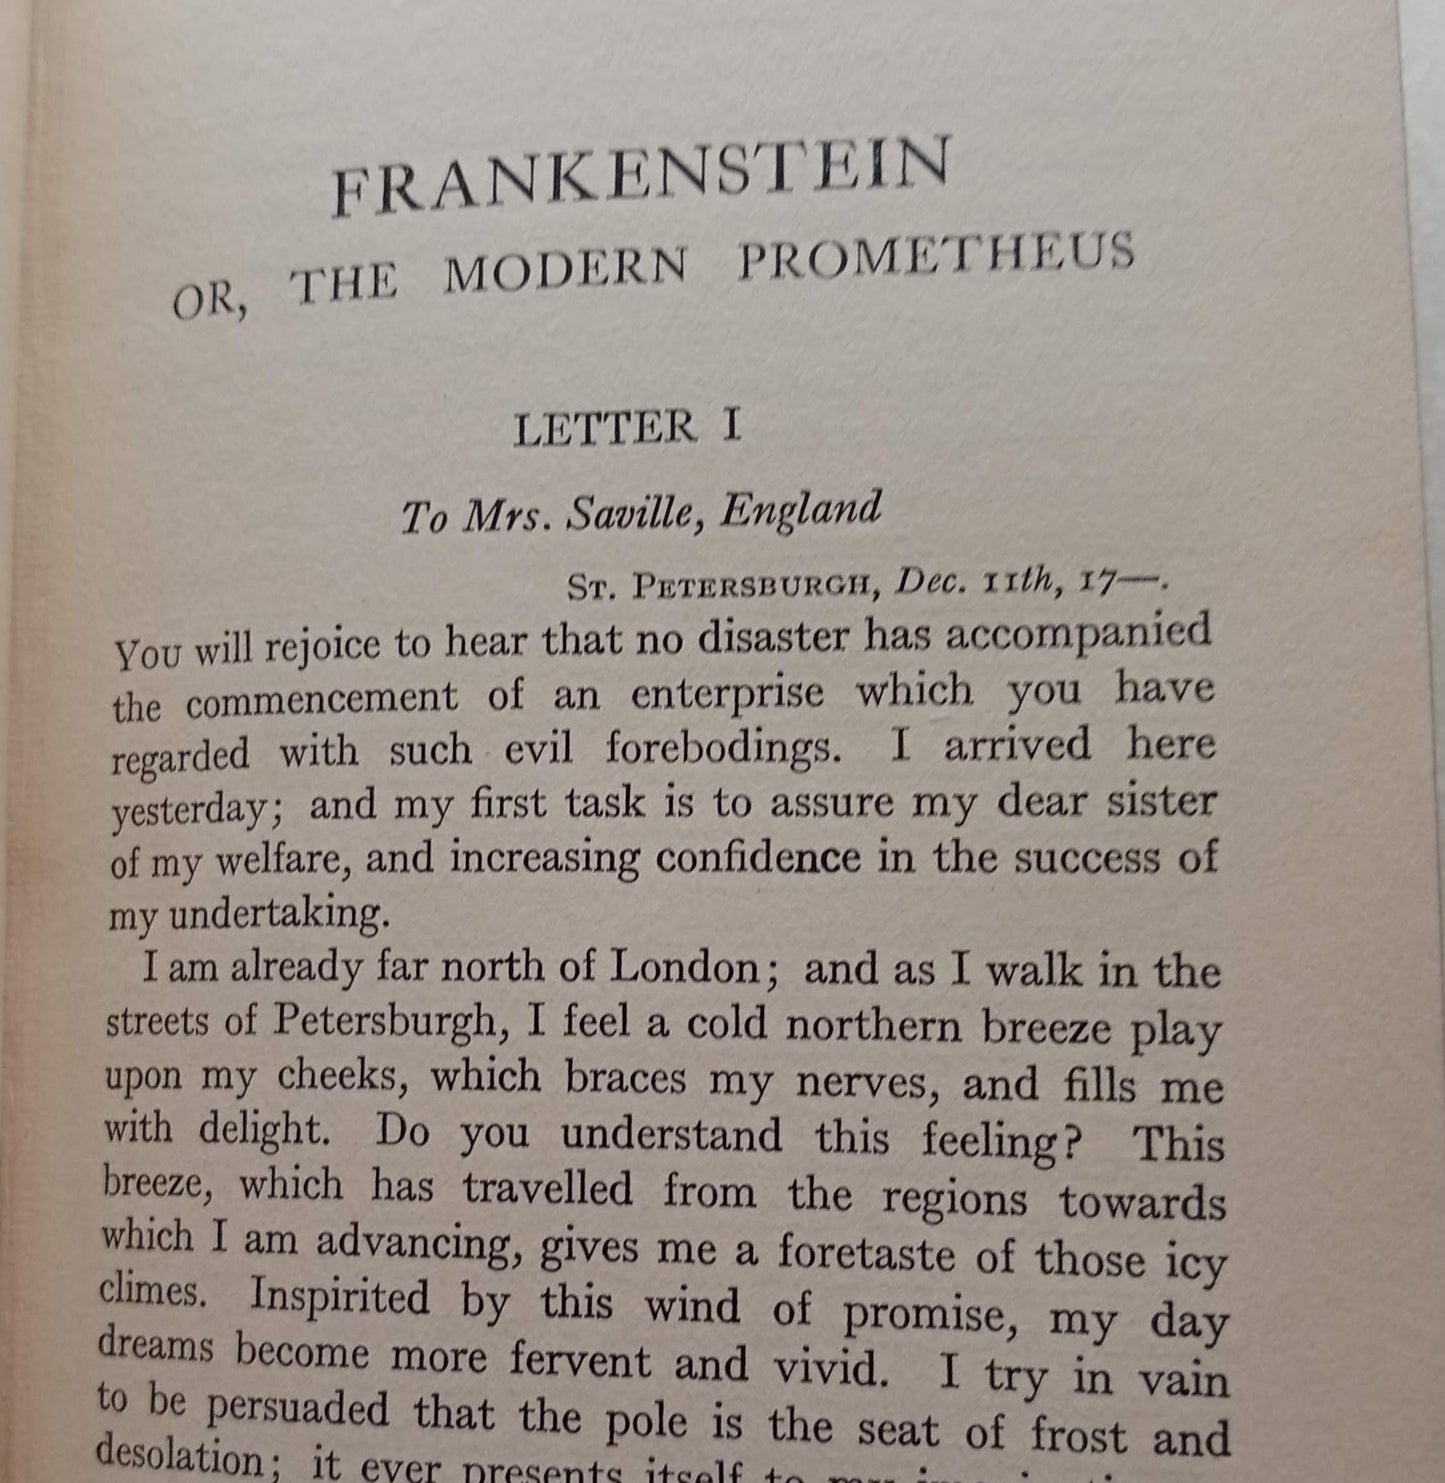 FRANKENSTEIN
OR, THE MODERN PROMETHEUS
LETTER I
To Mrs. Saville, England
St. Petersburgh, Dec. 11th, 17—.
You will rejoice to hear that no disaster has accompanied
the commencement of an enterprise which you have
regarded with such evil forebodings. I arrived here
yesterday; and my first task is to assure my dear sister
of my welfare, and increasing confidence in the success of
my undertaking.
I am already far north of London; and as I walk in the
streets of Petersburgh, I feel a cold northern breeze play
upon my cheeks, which braces my nerves, and fills me
with delight. Do you understand this feeling? This
breeze, which has travelled from the regions towards
which I am advancing, gives me a foretaste of those icy
climes. Inspirited by this wind of promise, my day
dreams become more fervent and vivid. I try in vain
to be persuaded that the pole is the seat of frost and
desolation; it ever presents itself to my